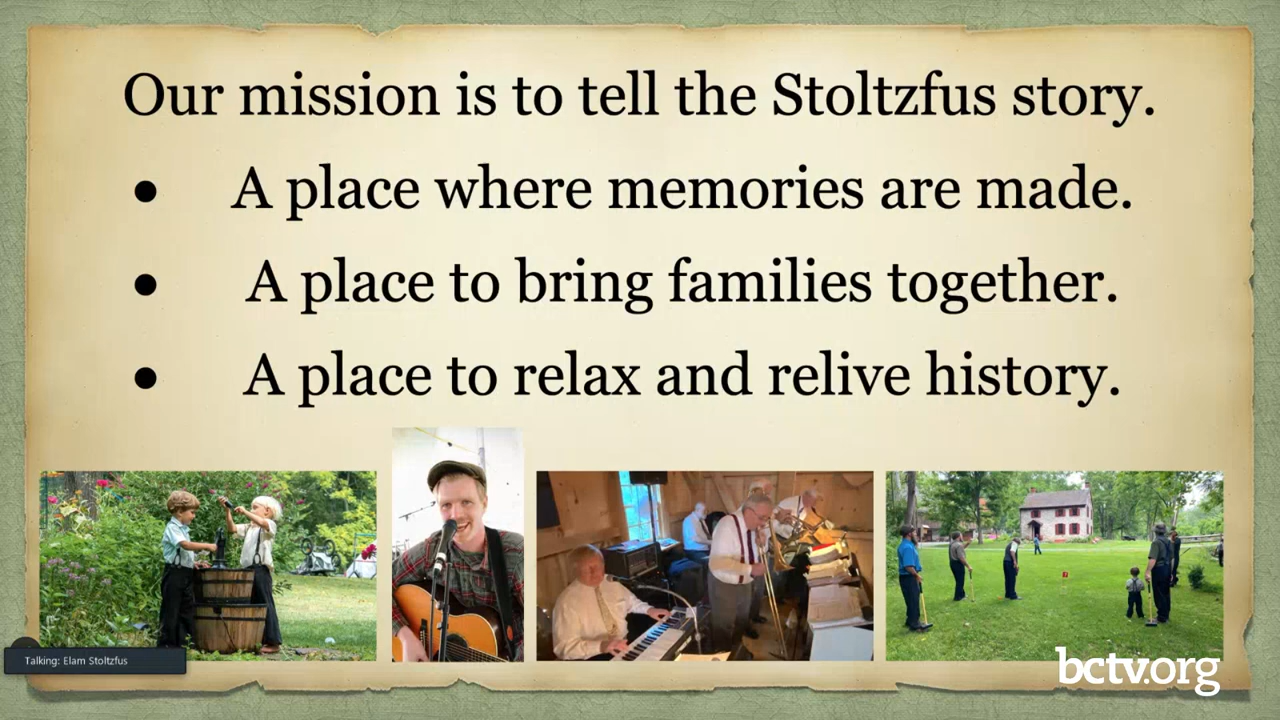 Our mission is to tell the Stoltzfus story.
● A place where memories are made.
● A place to bring families together.
● A place to relax and relive history.
Talking: Elam Stoltzfus
bctv.org